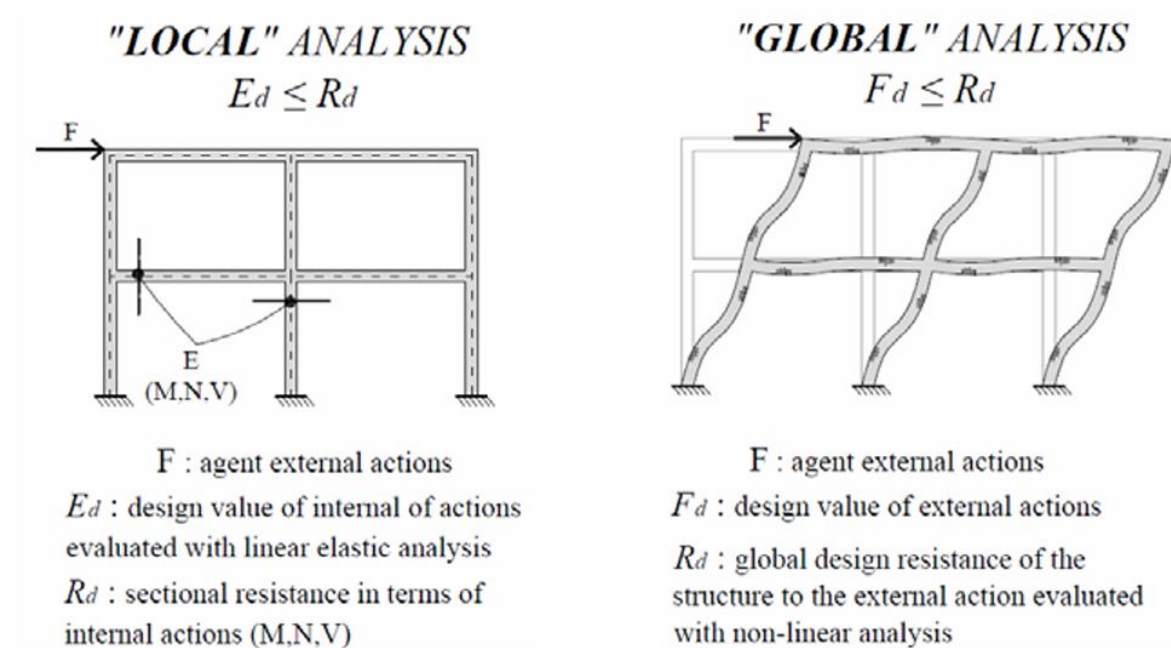 "LOCAL" ANALYSIS
Ed ≤ Rd
F
E
(M,N,V)
F : agent external actions
Ed : design value of internal of actions
evaluated with linear elastic analysis
Rd : sectional resistance in terms of
internal actions (M,N,V)
"GLOBAL" ANALYSIS
Fd ≤ Rd
F
F : agent external actions
Fd : design value of external actions
Rd : global design resistance of the
structure to the external action evaluated
with non-linear analysis